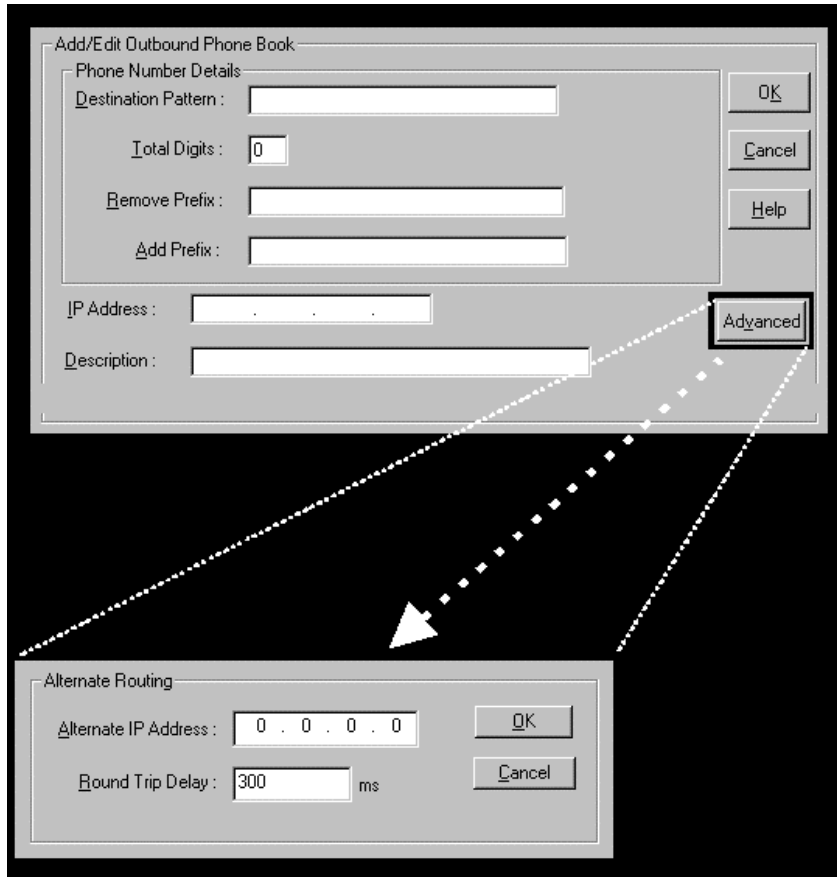 Add/Edit Outbound Phone Book
Phone Number Details
Destination Pattern :
OK
Total Digits : 0
Cancel
Remove Prefix :
Help
Add Prefix :
IP Address : . . .
Advanced
Description :
Alternate Routing
Alternate IP Address : 0 . 0 . 0 . 0
OK
Round Trip Delay : 300 ms
Cancel